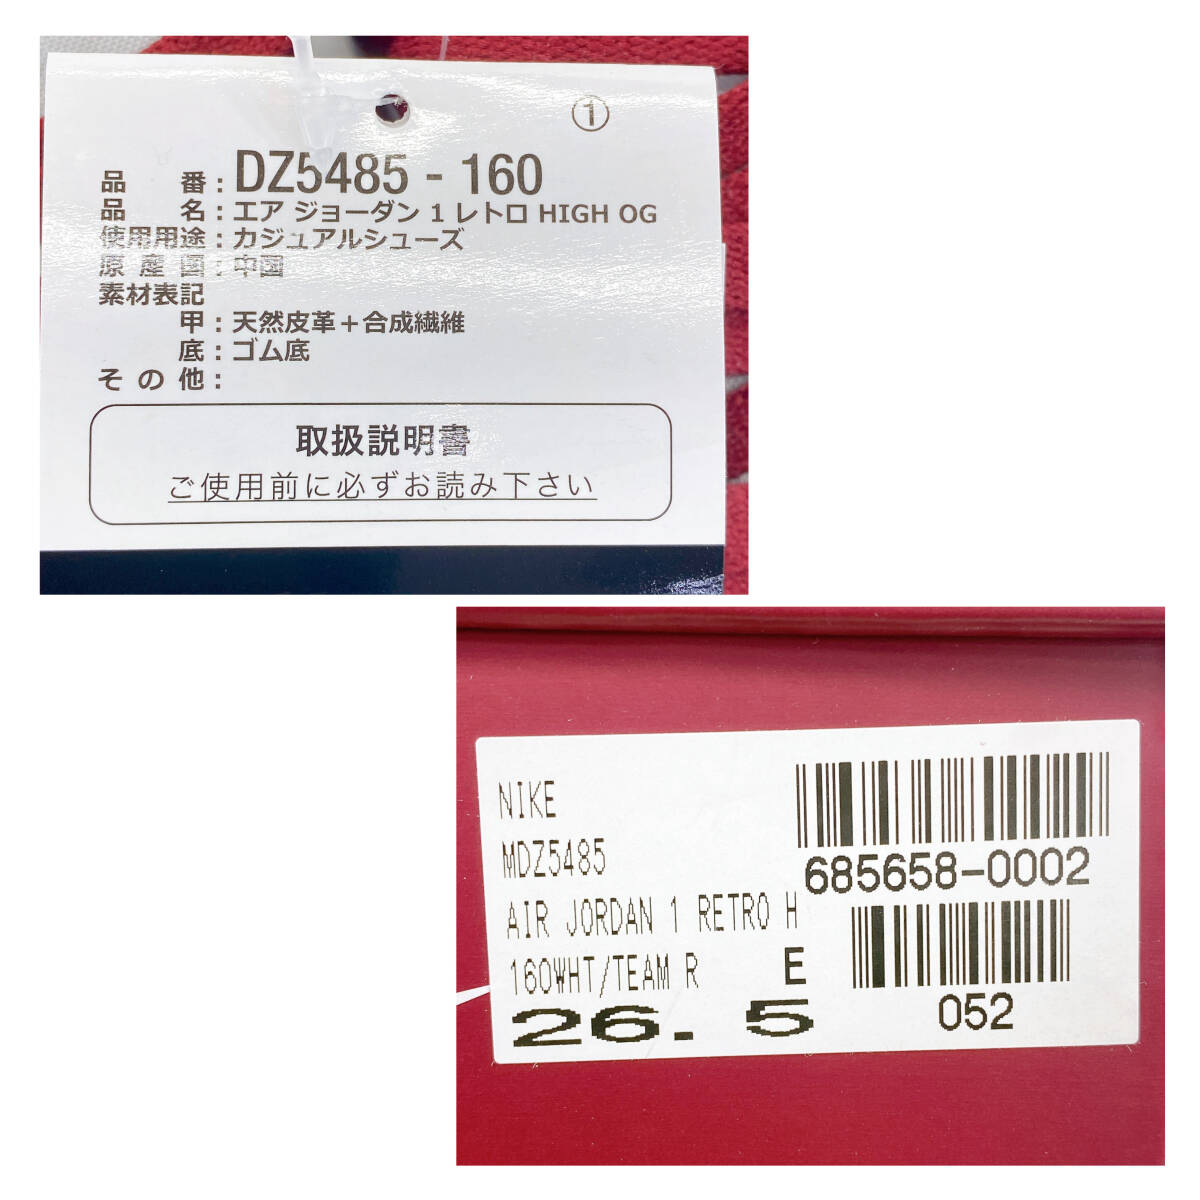 ①
品 番 : DZ5485 - 160
品 名 : エア ジョーダン 1 レトロ HIGH OG
使用用途 : カジュアルシューズ
原 産 国 : 中国
素材表記
甲 : 天然皮革＋合成繊維
底 : ゴム底
そ の 他 :
取扱説明書
ご使用前に必ずお読み下さい
NIKE
MDZ5485
685658-0002
AIR JORDAN 1 RETRO H
160WHT/TEAM R E
26.5
052